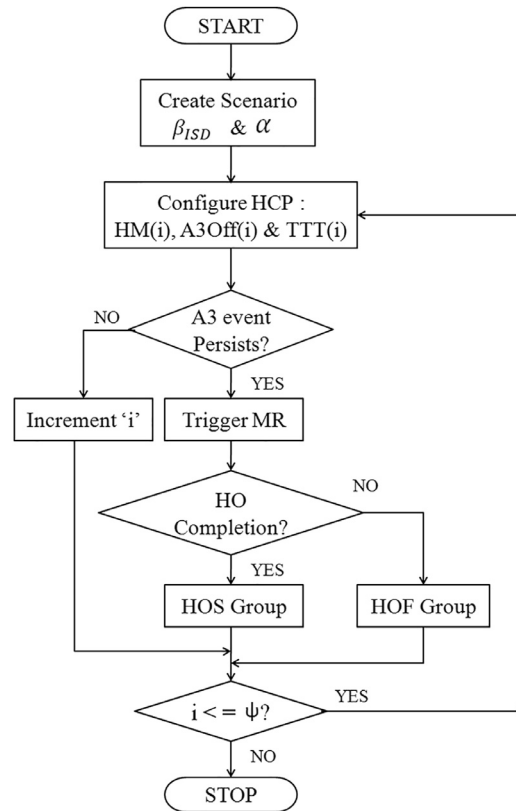 START
Create Scenario
β_ISD & α
Configure HCP :
HM(i), A3Off(i) & TTT(i)
NO
A3 event
Persists?
YES
Increment ‘i’
Trigger MR
HO
Completion?
NO
YES
HOS Group
HOF Group
i < = ψ?
YES
NO
STOP